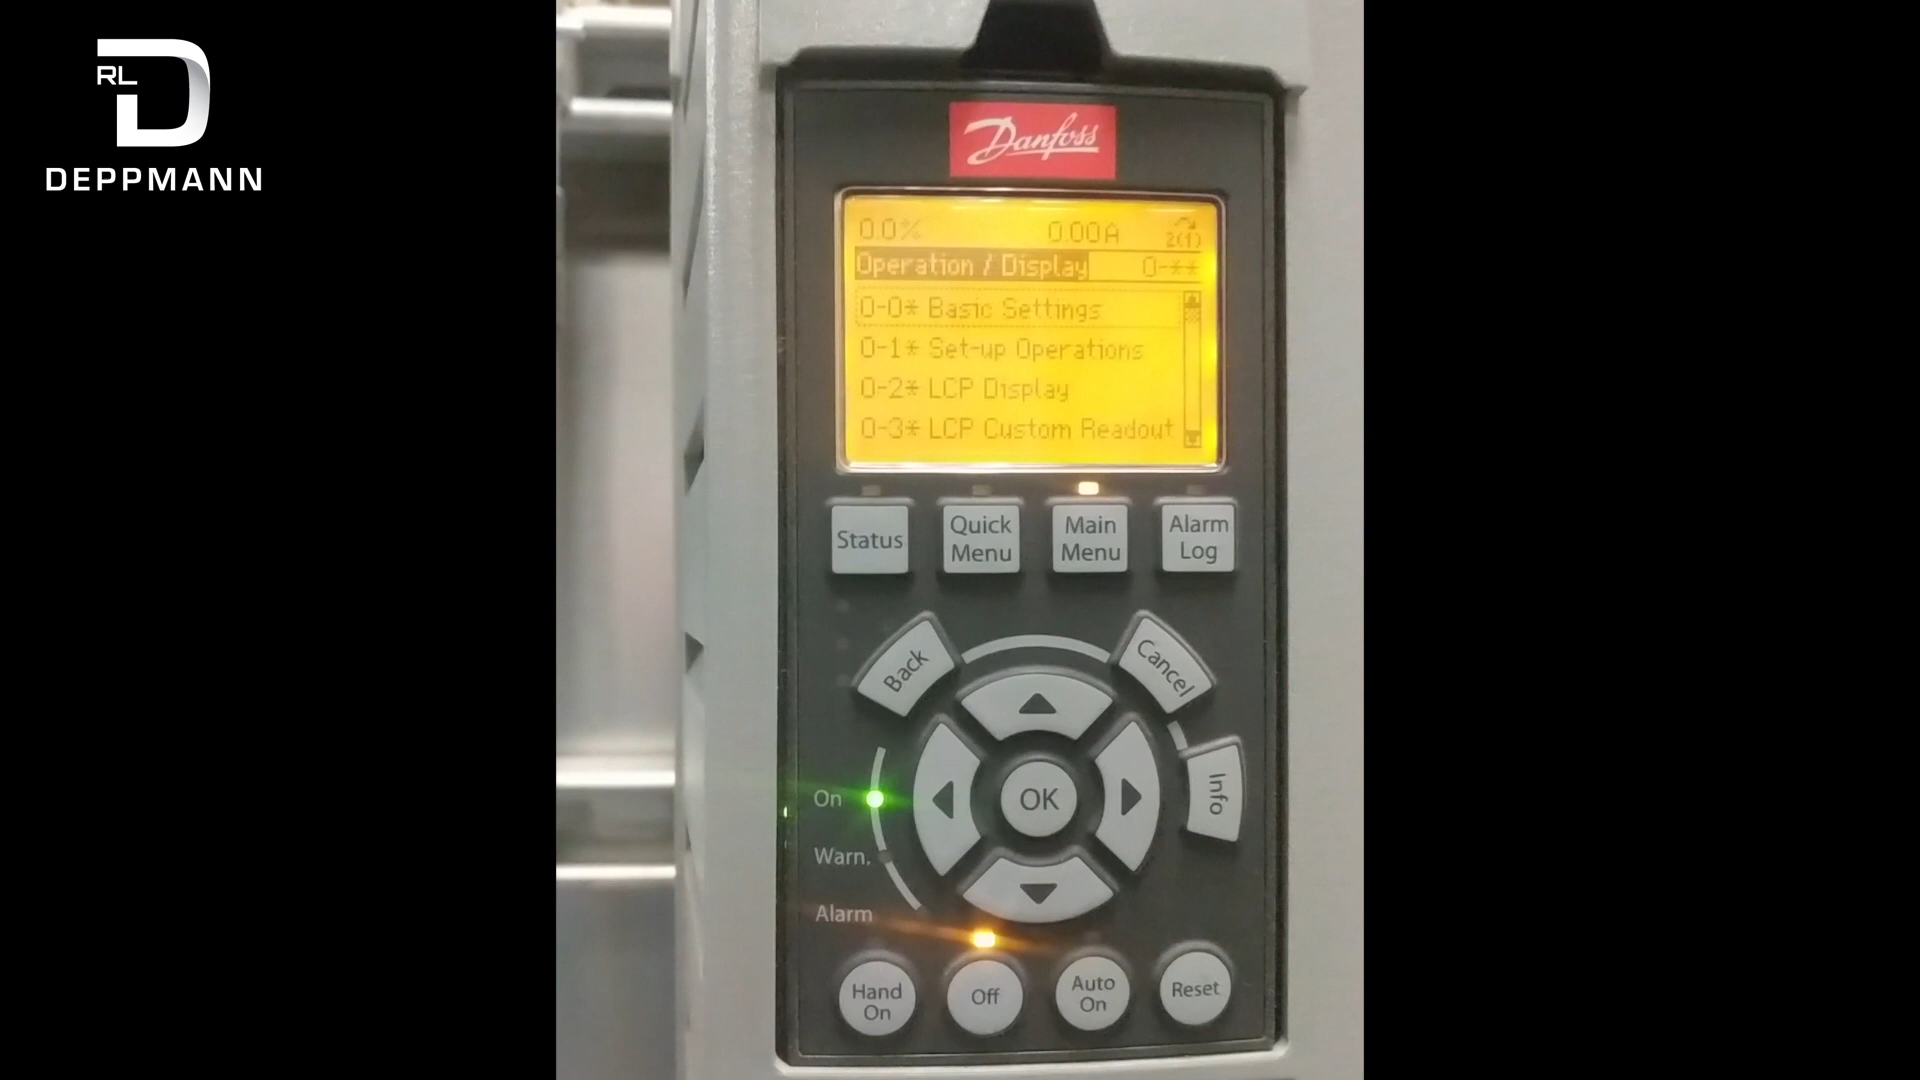 RL
DEPPMANN
Danfoss
0.0% 0.00A 2(1)
Operation / Display 0-**
0-0* Basic Settings
0-1* Set-up Operations
0-2* LCP Display
0-3* LCP Custom Readout
Status
Quick
Menu
Main
Menu
Alarm
Log
Back
Cancel
Info
OK
On
Warn.
Alarm
Hand
On
Off
Auto
On
Reset